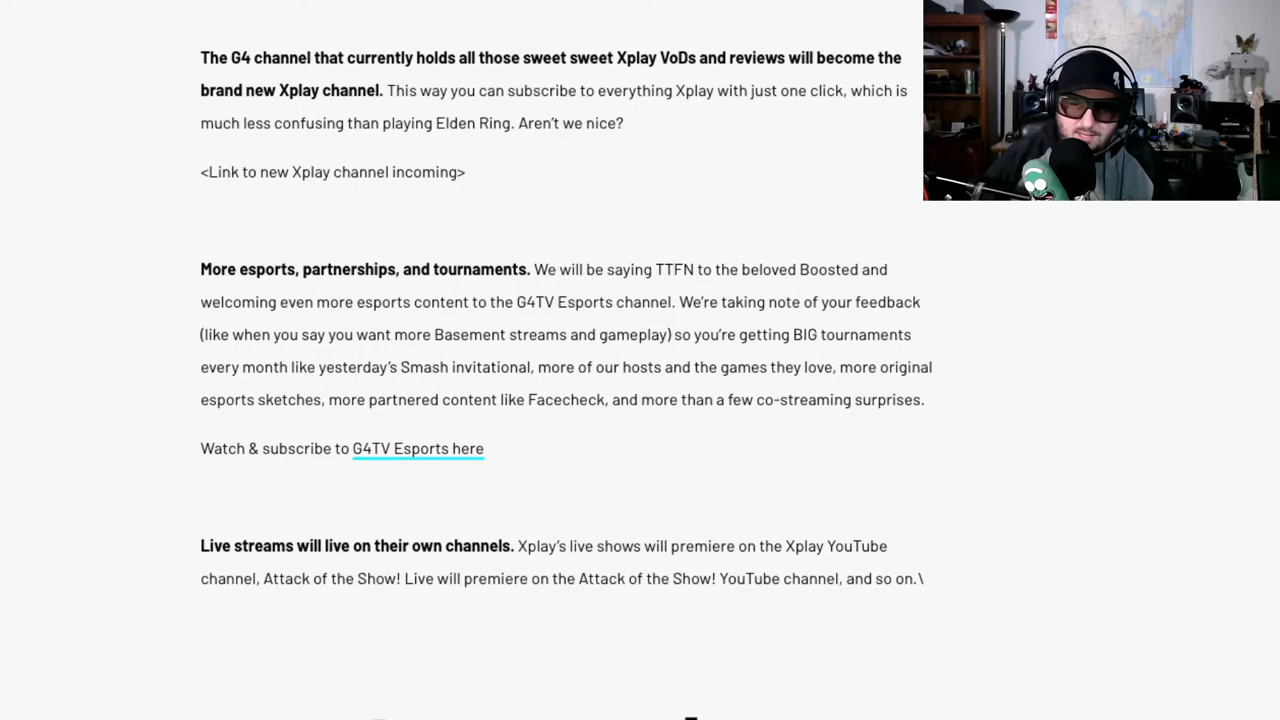 The G4 channel that currently holds all those sweet sweet Xplay VoDs and reviews will become the
brand new Xplay channel. This way you can subscribe to everything Xplay with just one click, which is
much less confusing than playing Elden Ring. Aren’t we nice?
<Link to new Xplay channel incoming>
More esports, partnerships, and tournaments. We will be saying TTFN to the beloved Boosted and
welcoming even more esports content to the G4TV Esports channel. We’re taking note of your feedback
(like when you say you want more Basement streams and gameplay) so you’re getting BIG tournaments
every month like yesterday’s Smash invitational, more of our hosts and the games they love, more original
esports sketches, more partnered content like Facecheck, and more than a few co-streaming surprises.
Watch & subscribe to G4TV Esports here
Live streams will live on their own channels. Xplay’s live shows will premiere on the Xplay YouTube
channel, Attack of the Show! Live will premiere on the Attack of the Show! YouTube channel, and so on.\